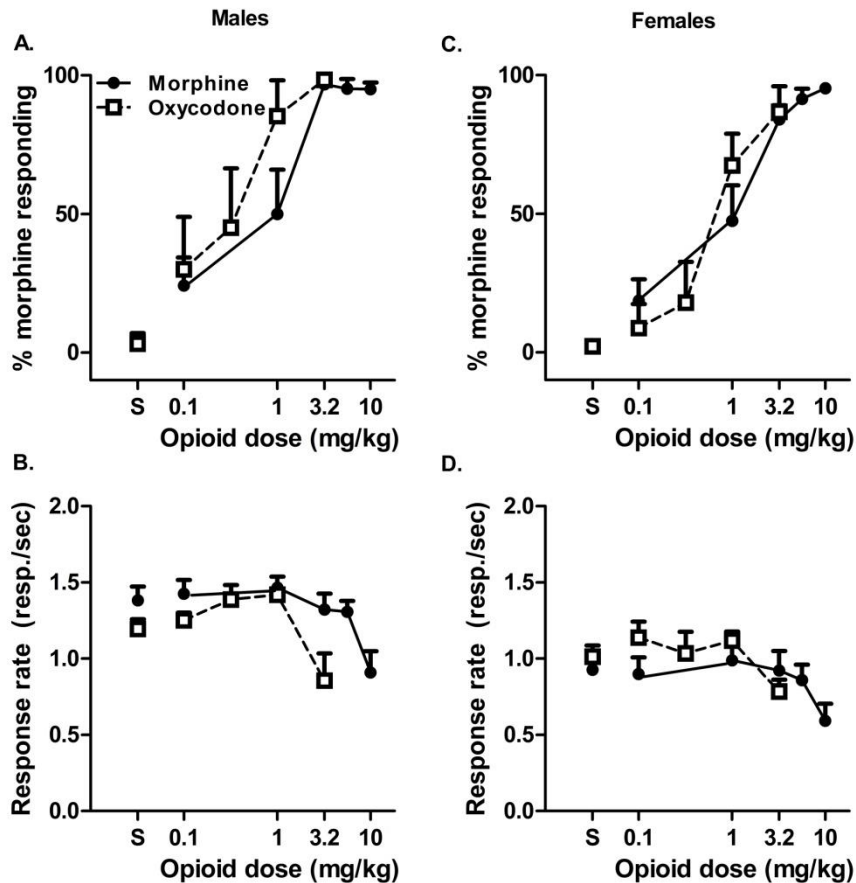 Males
A.
% morphine responding
100
50
0
Morphine
Oxycodone
S 0.1 1 3.2 10
Opioid dose (mg/kg)
Females
C.
% morphine responding
100
50
0
S 0.1 1 3.2 10
Opioid dose (mg/kg)
B.
Response rate (resp./sec)
2.0
1.5
1.0
0.5
0.0
S 0.1 1 3.2 10
Opioid dose (mg/kg)
D.
Response rate (resp./sec)
2.0
1.5
1.0
0.5
0.0
S 0.1 1 3.2 10
Opioid dose (mg/kg)